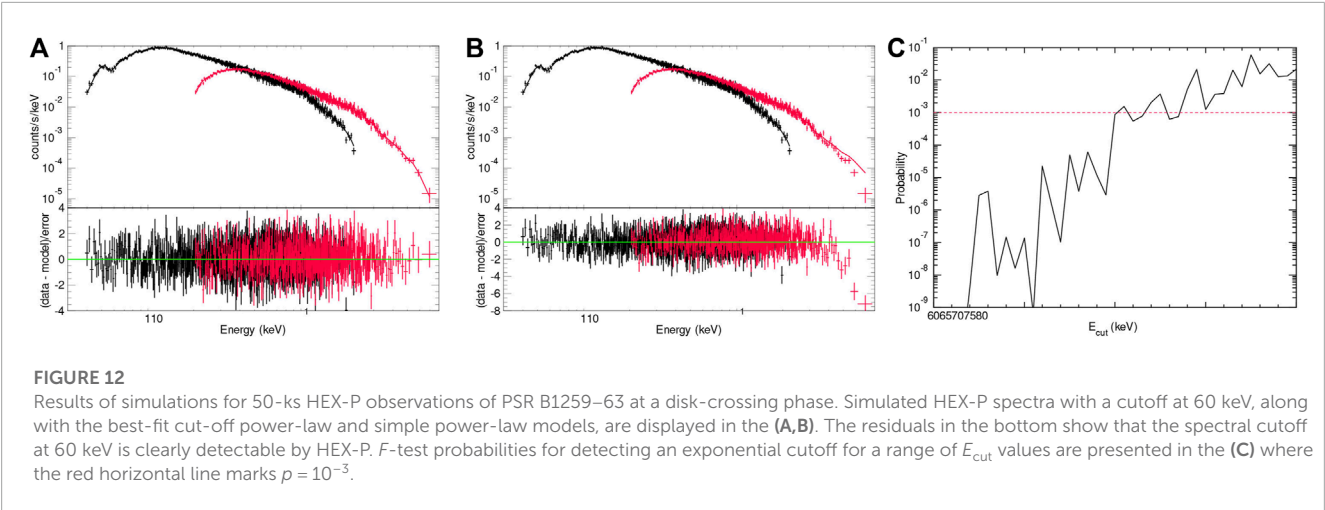 A
B
C
1
10⁻¹
10⁻²
10⁻³
10⁻⁴
10⁻⁵
counts/s/keV
4
2
0
-2
-4
(data - model)/error
110
1
Energy (keV)
1
10⁻¹
10⁻²
10⁻³
10⁻⁴
10⁻⁵
counts/s/keV
4
2
0
-2
-4
-6
-8
(data - model)/error
110
1
Energy (keV)
10⁻¹
10⁻²
10⁻³
10⁻⁴
10⁻⁵
10⁻⁶
10⁻⁷
10⁻⁸
10⁻⁹
Probability
6065707580
E_cut (keV)
FIGURE 12
Results of simulations for 50-ks HEX-P observations of PSR B1259–63 at a disk-crossing phase. Simulated HEX-P spectra with a cutoff at 60 keV, along
with the best-fit cut-off power-law and simple power-law models, are displayed in the (A,B). The residuals in the bottom show that the spectral cutoff
at 60 keV is clearly detectable by HEX-P. F-test probabilities for detecting an exponential cutoff for a range of E_cut values are presented in the (C) where
the red horizontal line marks p = 10⁻³.